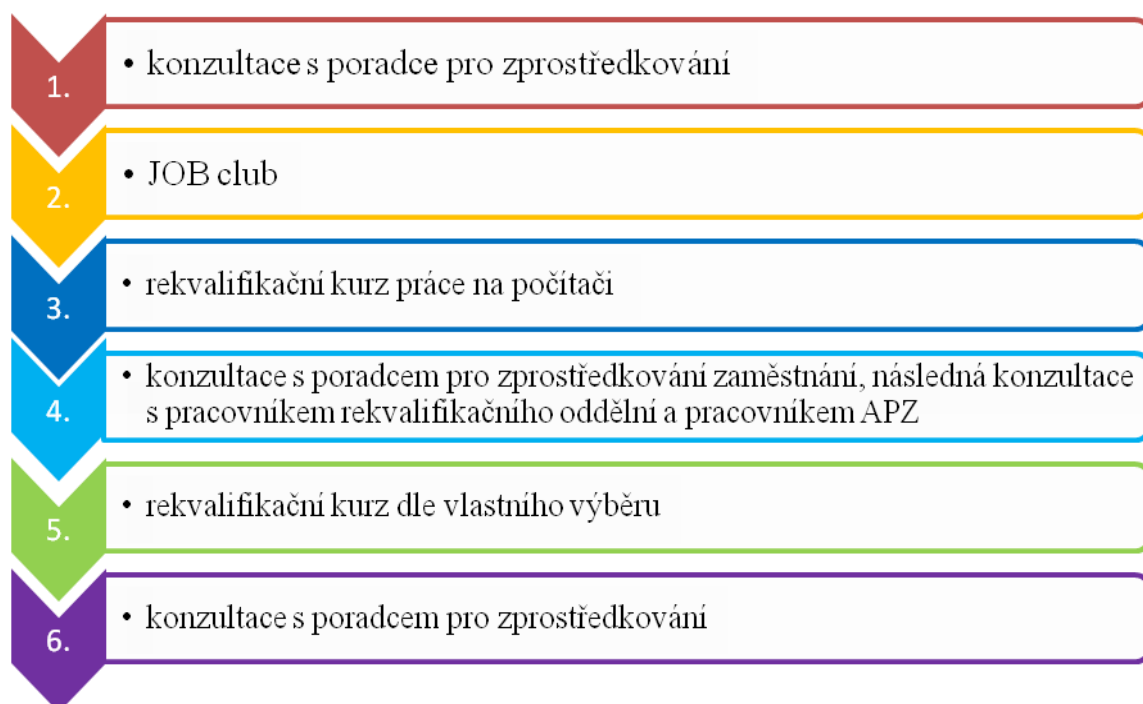 1.
• konzultace s poradce pro zprostředkování
2.
• JOB club
3.
• rekvalifikační kurz práce na počítači
4.
• konzultace s poradcem pro zprostředkování zaměstnání, následná konzultace
s pracovníkem rekvalifikačního oddělní a pracovníkem APZ
5.
• rekvalifikační kurz dle vlastního výběru
6.
• konzultace s poradcem pro zprostředkování